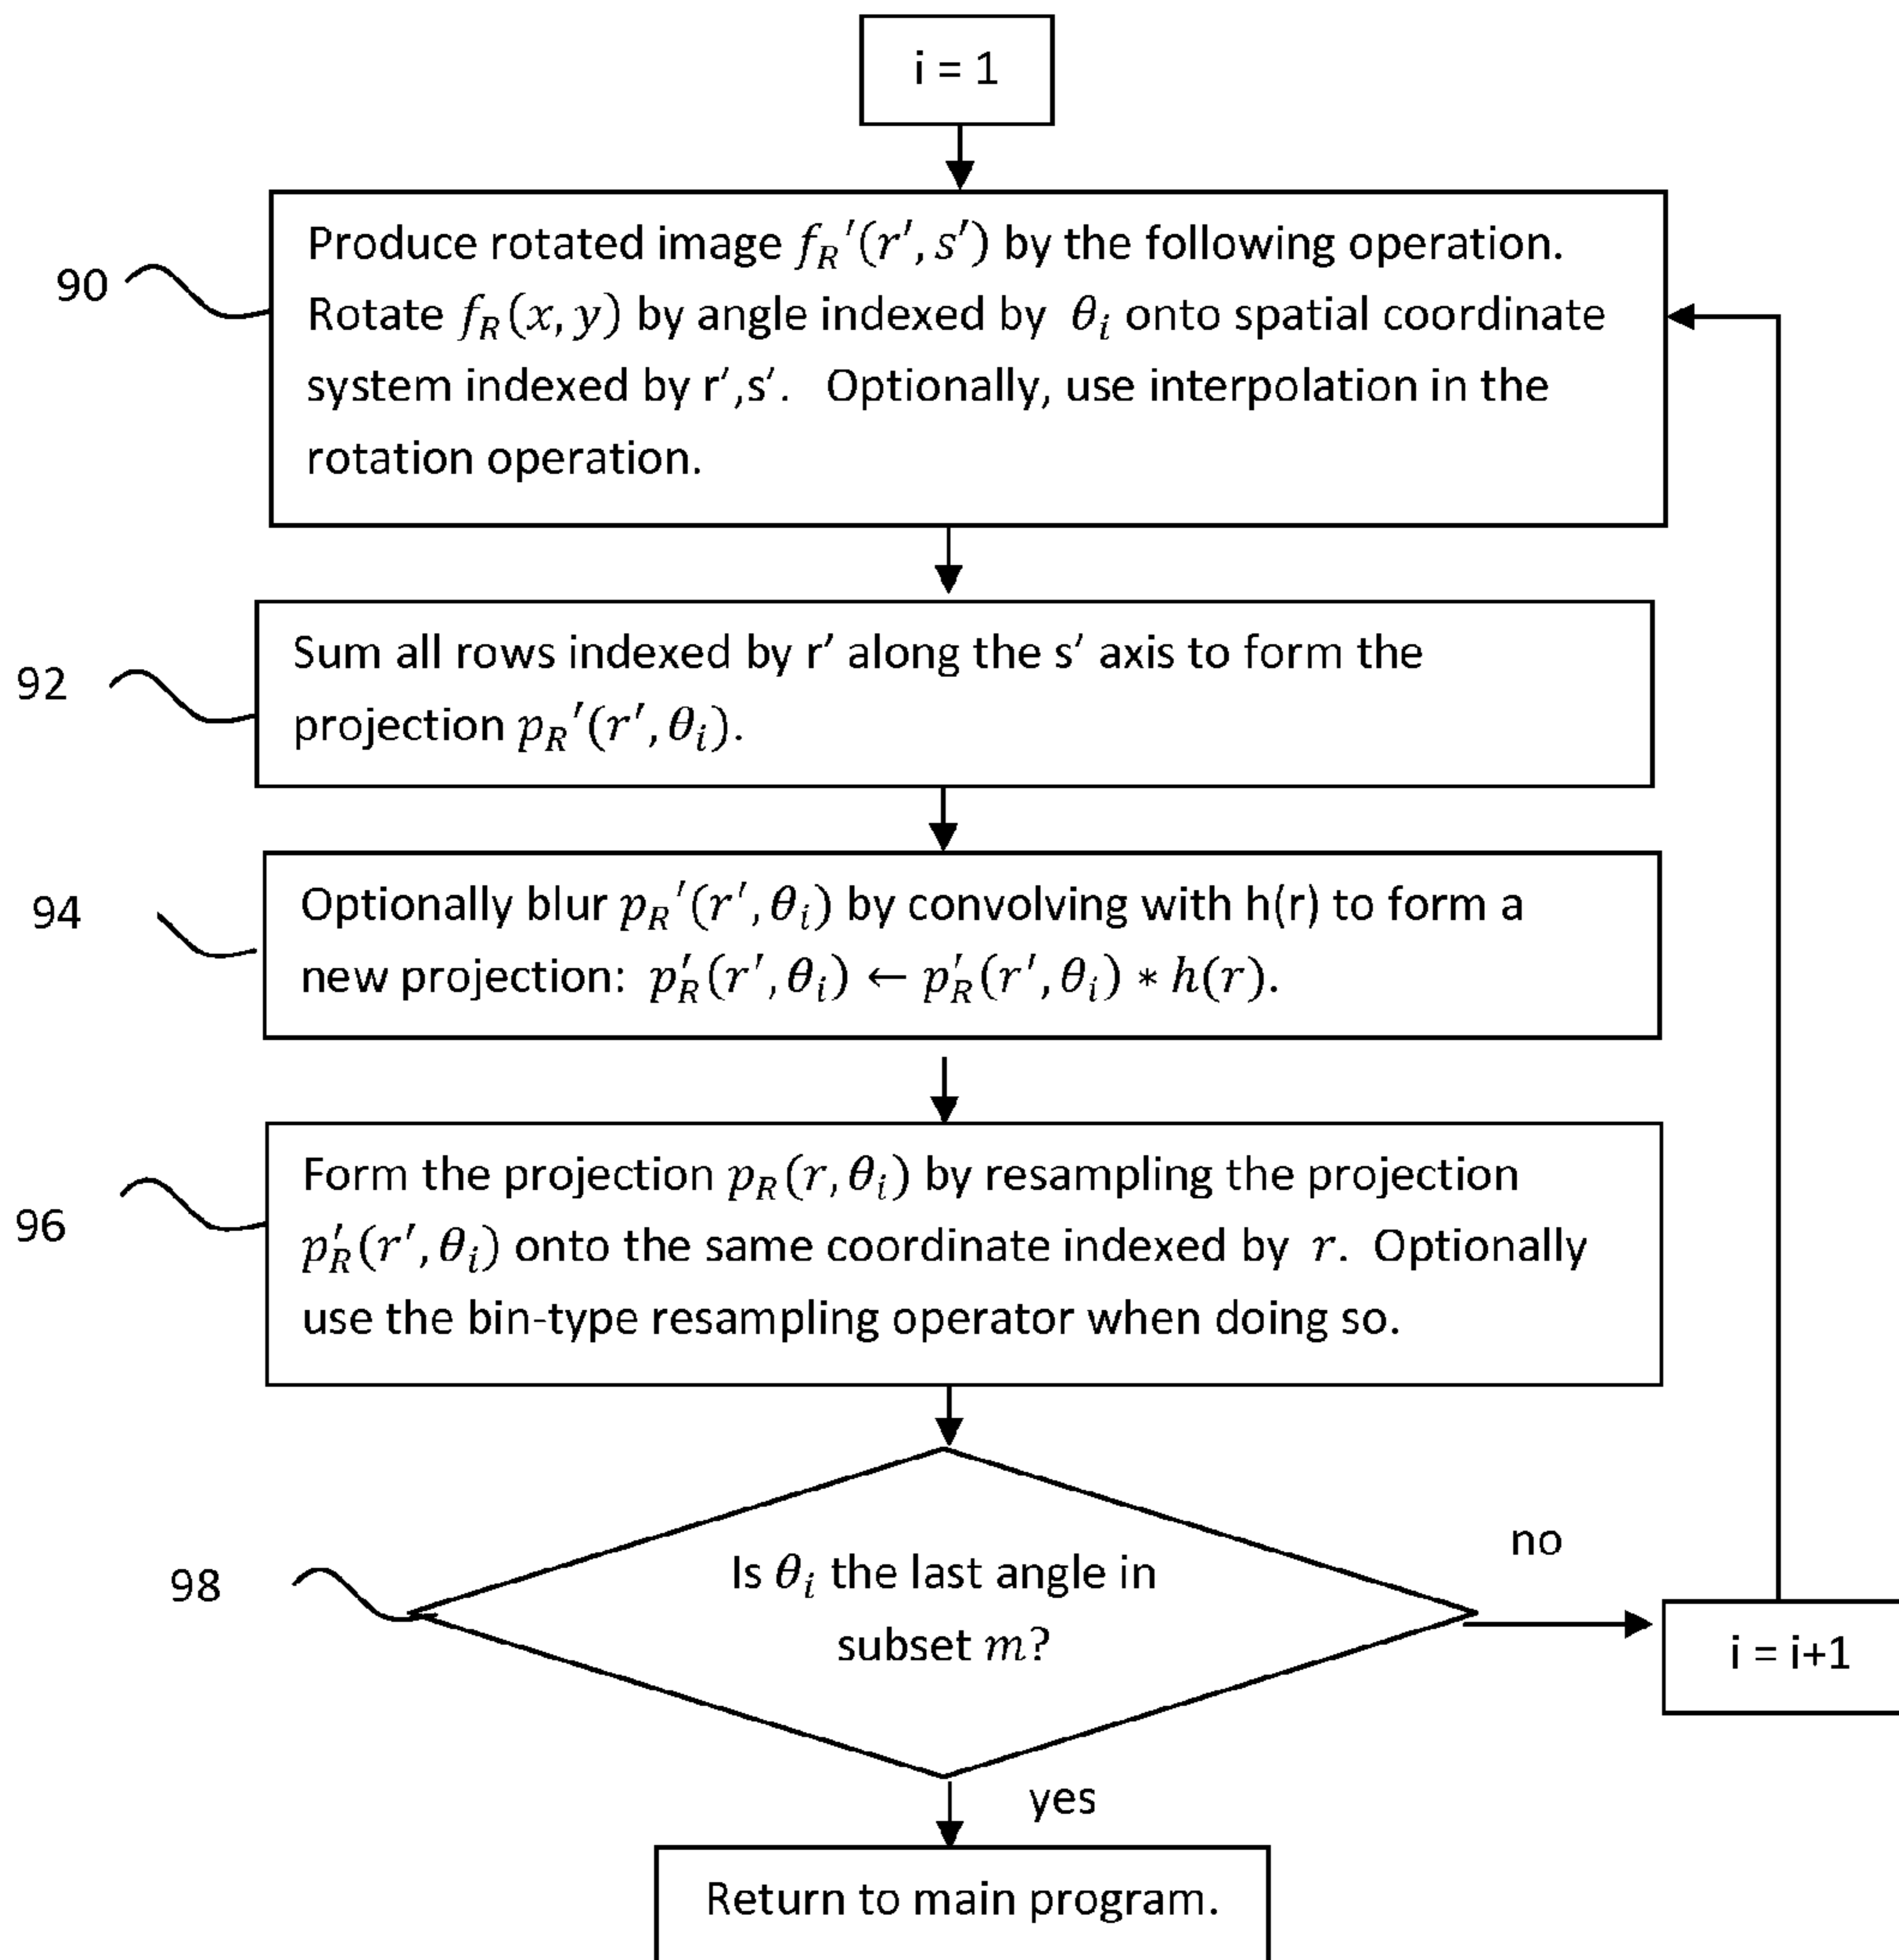 i = 1
90
Produce rotated image f_R′(r′, s′) by the following operation.
Rotate f_R(x, y) by angle indexed by θ_i onto spatial coordinate
system indexed by r′,s′. Optionally, use interpolation in the
rotation operation.
92
Sum all rows indexed by r′ along the s′ axis to form the
projection p_R′(r′, θ_i).
94
Optionally blur p_R′(r′, θ_i) by convolving with h(r) to form a
new projection: p′_R(r′, θ_i) ← p′_R(r′, θ_i) ∗ h(r).
96
Form the projection p_R(r, θ_i) by resampling the projection
p′_R(r′, θ_i) onto the same coordinate indexed by r. Optionally
use the bin-type resampling operator when doing so.
98
Is θ_i the last angle in
subset m?
no
i = i+1
yes
Return to main program.